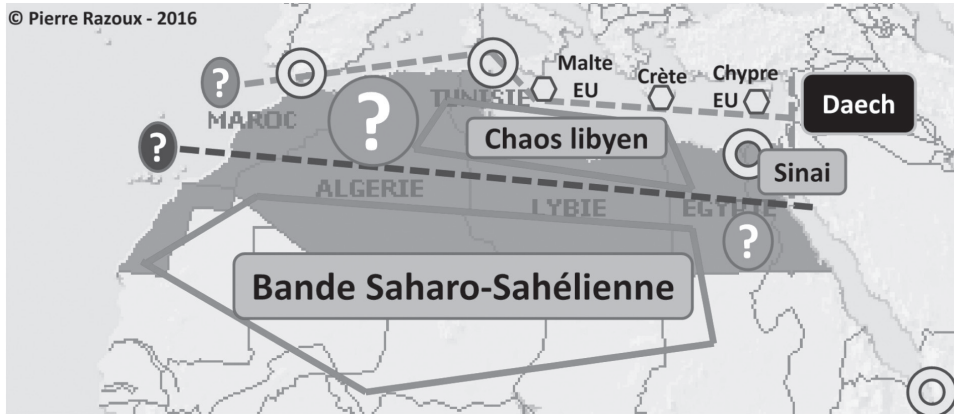 © Pierre Razoux - 2016
Malte
EU
Crète
Chypre
EU
Daech
?
MAROC
?
TUNISIE
Chaos libyen
Sinai
?
ALGERIE
LYBIE
EGYPTE
?
Bande Saharo-Sahélienne